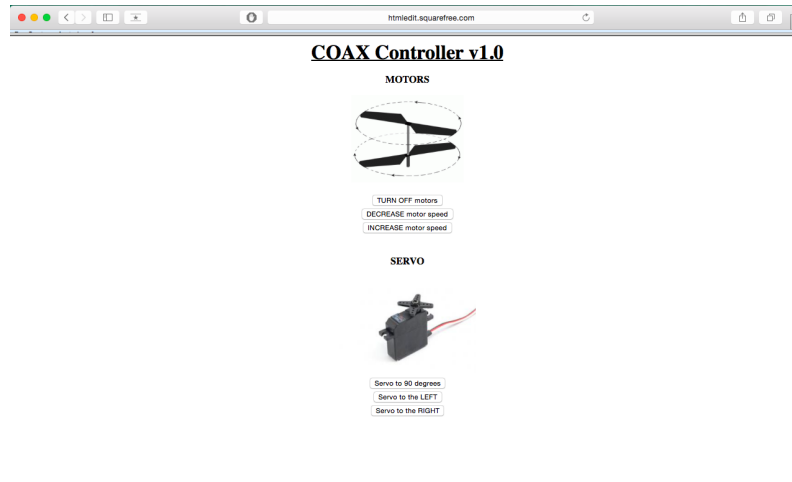 htmledit.squarefree.com
COAX Controller v1.0
MOTORS
TURN OFF motors
DECREASE motor speed
INCREASE motor speed
SERVO
Servo to 90 degrees
Servo to the LEFT
Servo to the RIGHT